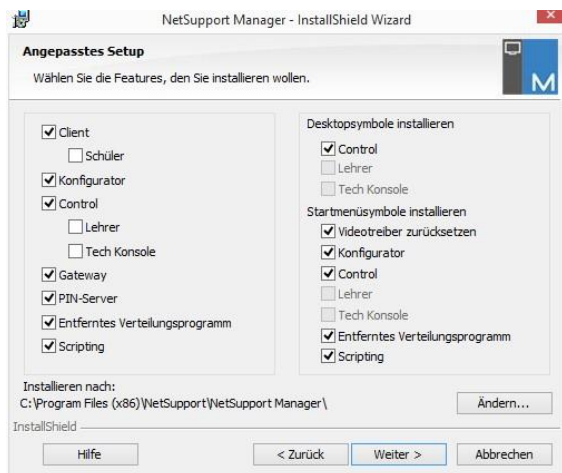 NetSupport Manager - InstallShield Wizard
Angepasstes Setup
Wählen Sie die Features, den Sie installieren wollen.
M
Client
Schüler
Konfigurator
Control
Lehrer
Tech Konsole
Gateway
PIN-Server
Entferntes Verteilungsprogramm
Scripting
Desktopsymbole installieren
Control
Lehrer
Tech Konsole
Startmenüsymbole installieren
Videotreiber zurücksetzen
Konfigurator
Control
Lehrer
Tech Konsole
Entferntes Verteilungsprogramm
Scripting
Installieren nach:
C:\Program Files (x86)\NetSupport\NetSupport Manager\
Ändern...
InstallShield
Hilfe
< Zurück
Weiter >
Abbrechen